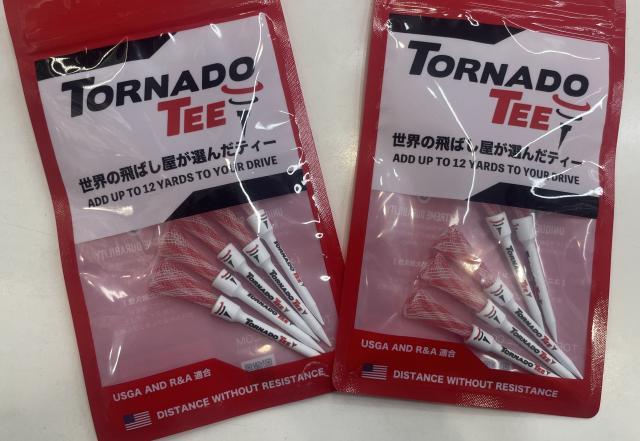 TORNADO
TEE
世界の飛ばし屋が選んだティー
ADD UP TO 12 YARDS TO YOUR DRIVE
TORNADO TEE
TORNADO TEE
TORNADO TEE
TORNADO TEE
USGA AND R&A 適合
DISTANCE WITHOUT RESISTANCE
TORNADO
TEE
世界の飛ばし屋が選んだティー
ADD UP TO 12 YARDS TO YOUR DRIVE
TORNADO TEE
TORNADO TEE
TORNADO TEE
USGA AND R&A 適合
DISTANCE WITHOUT RESISTANCE